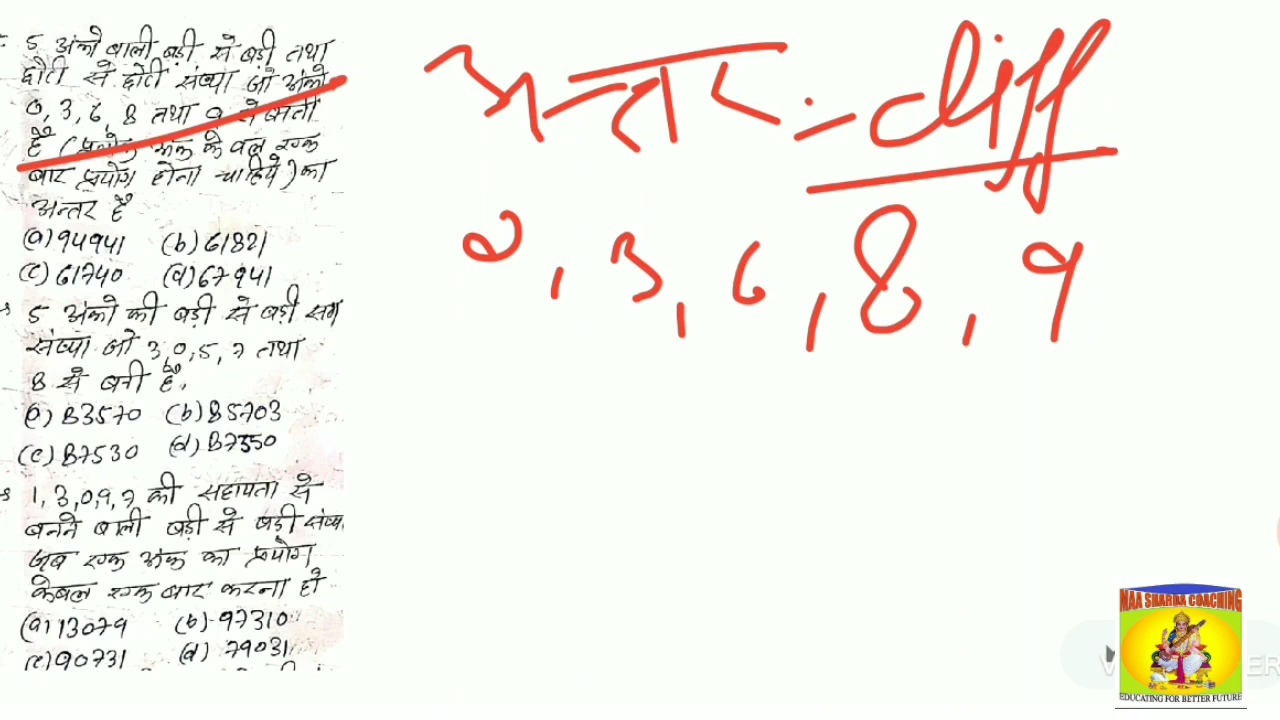 5 अंको वाली बड़ी से बड़ी तथा
छोटी से छोटी संख्या जो अंको
0, 3, 6, 8 तथा 9 से बनती
है (प्रत्येक अंक केवल एक
बार प्रयोग होना चाहिये) का
अन्तर है
(a) 94941 (b) 61821
(c) 61740 (d) 67941
5 अंको की बड़ी से बड़ी सम
संख्या जो 3,0,5,7 तथा
8 से बनी है.
(a) 83570 (b) 85703
(c) 87530 (d) 87350
1,3,0,9,7 की सहायता से
बनने वाली बड़ी से बड़ी संख्या
जब एक अंक का प्रयोग
केवल एक बार करना हो
(a) 13079 (b) 97310
(c) 90731 (d) 79031
अन्तर - diff
0, 3, 6, 8, 9
MAA SHARDA COACHING
EDUCATING FOR BETTER FUTURE